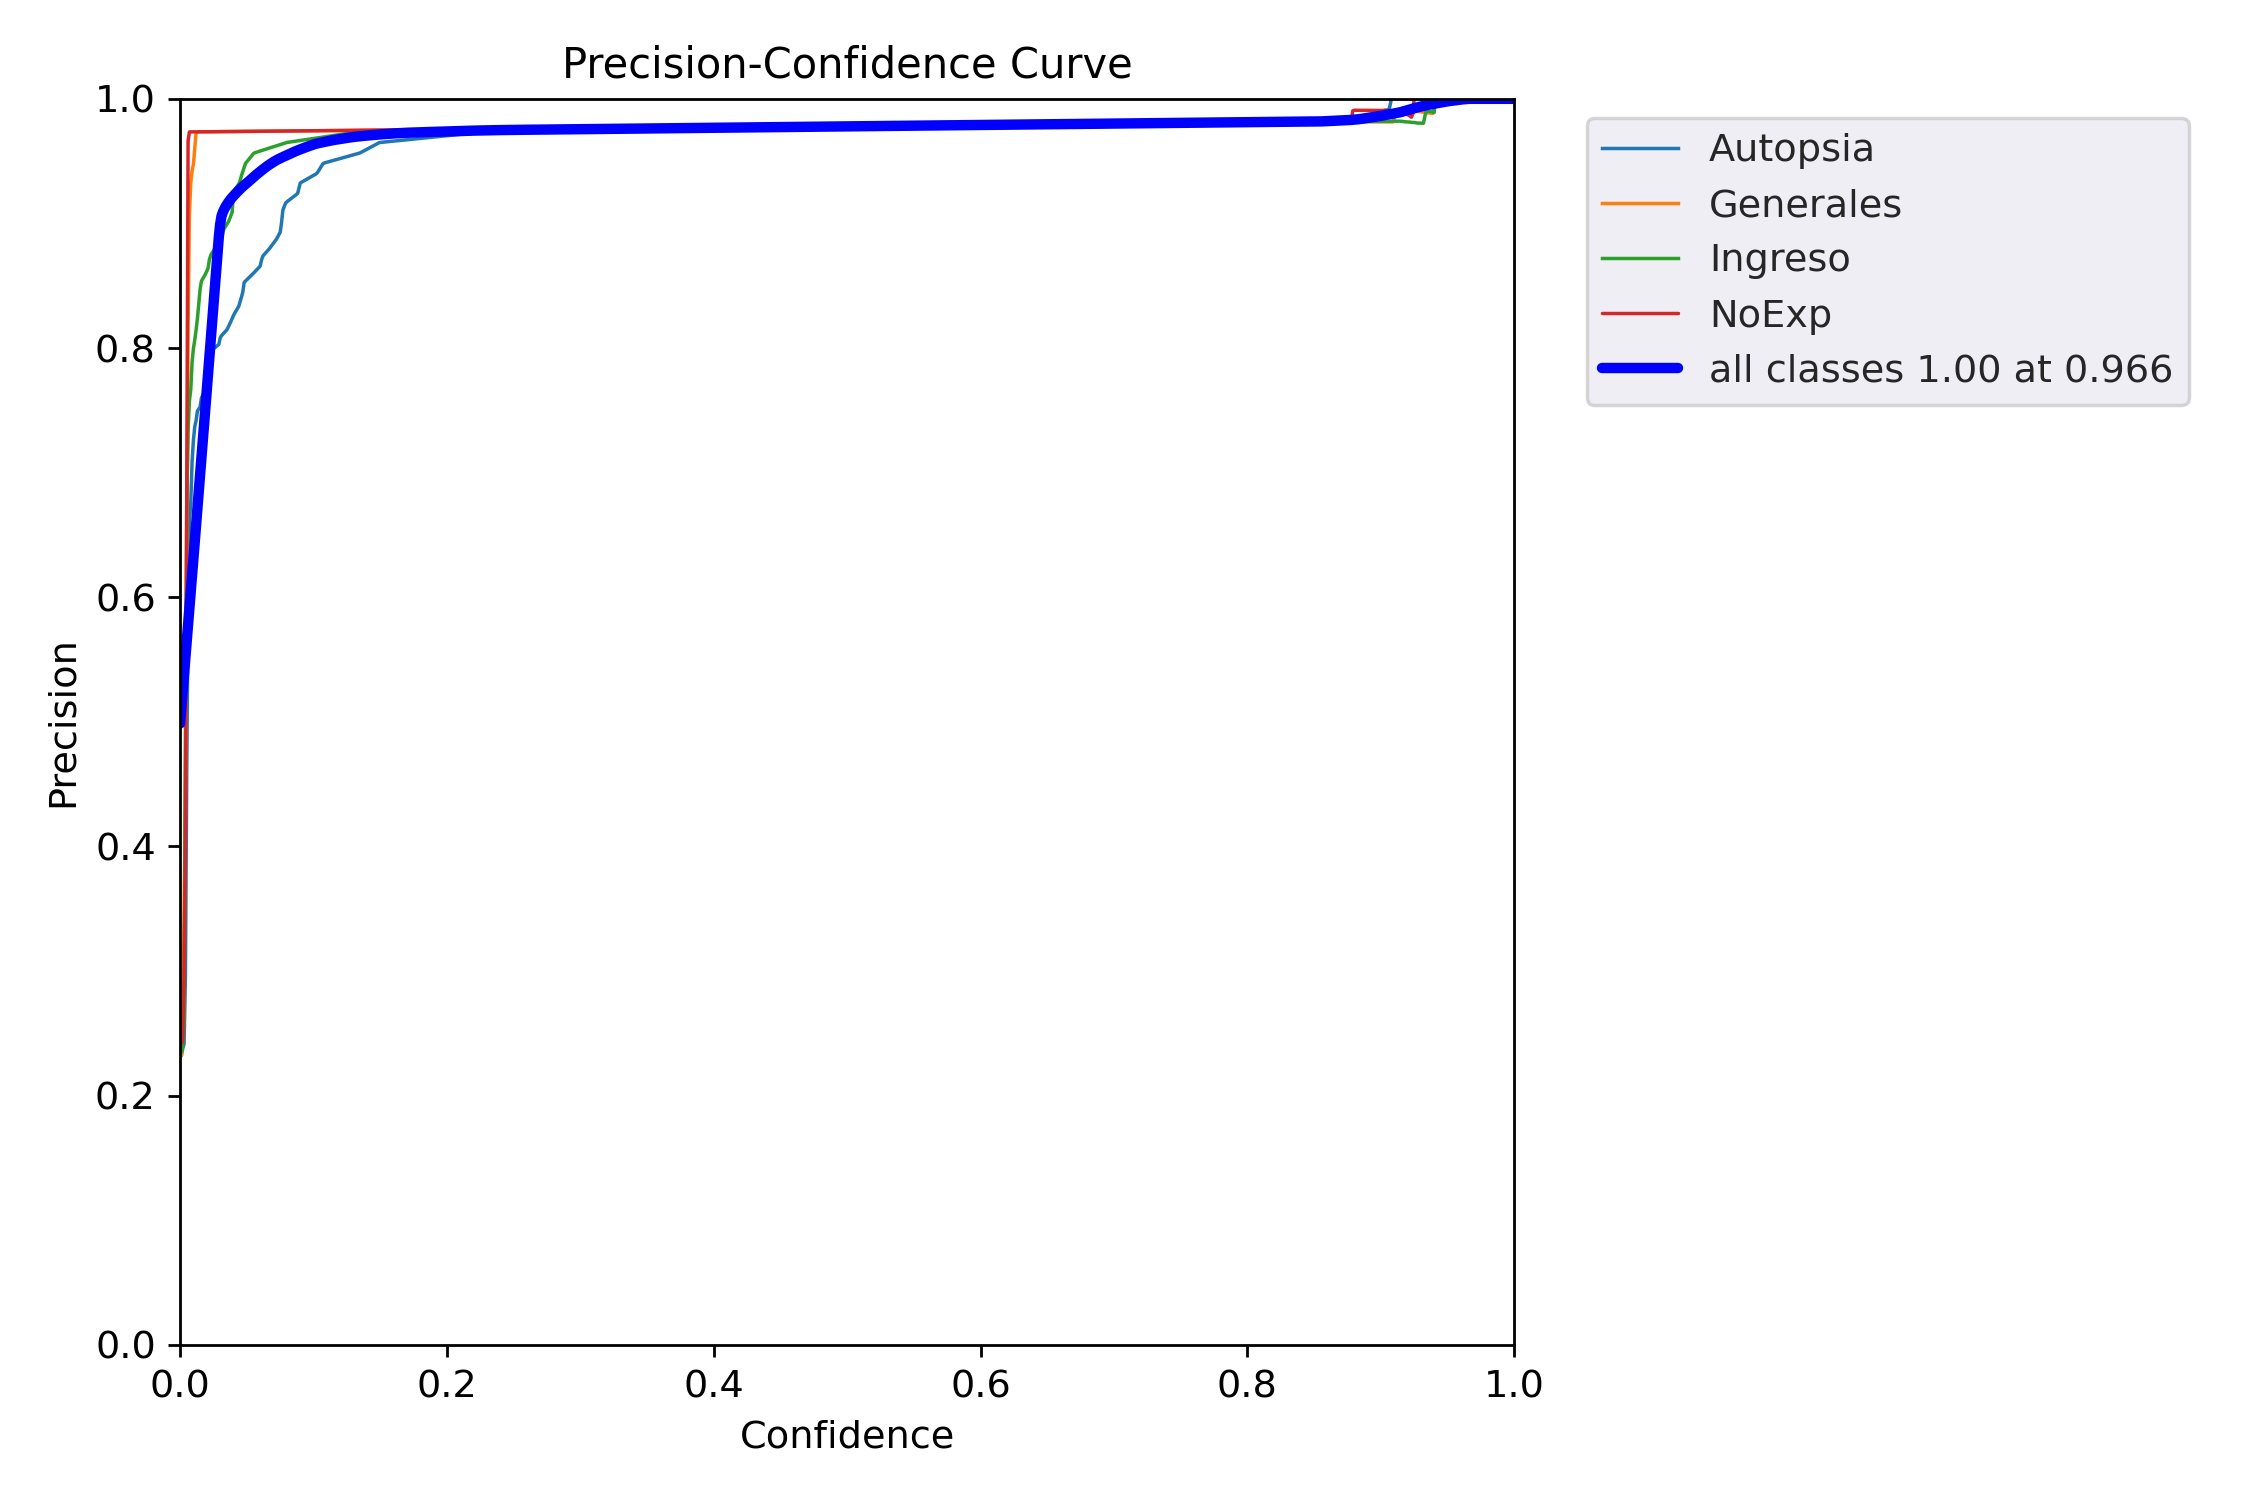 Precision-Confidence Curve
1.0
0.8
0.6
0.4
0.2
0.0
Precision
0.0 0.2 0.4 0.6 0.8 1.0
Confidence
Autopsia
Generales
Ingreso
NoExp
all classes 1.00 at 0.966